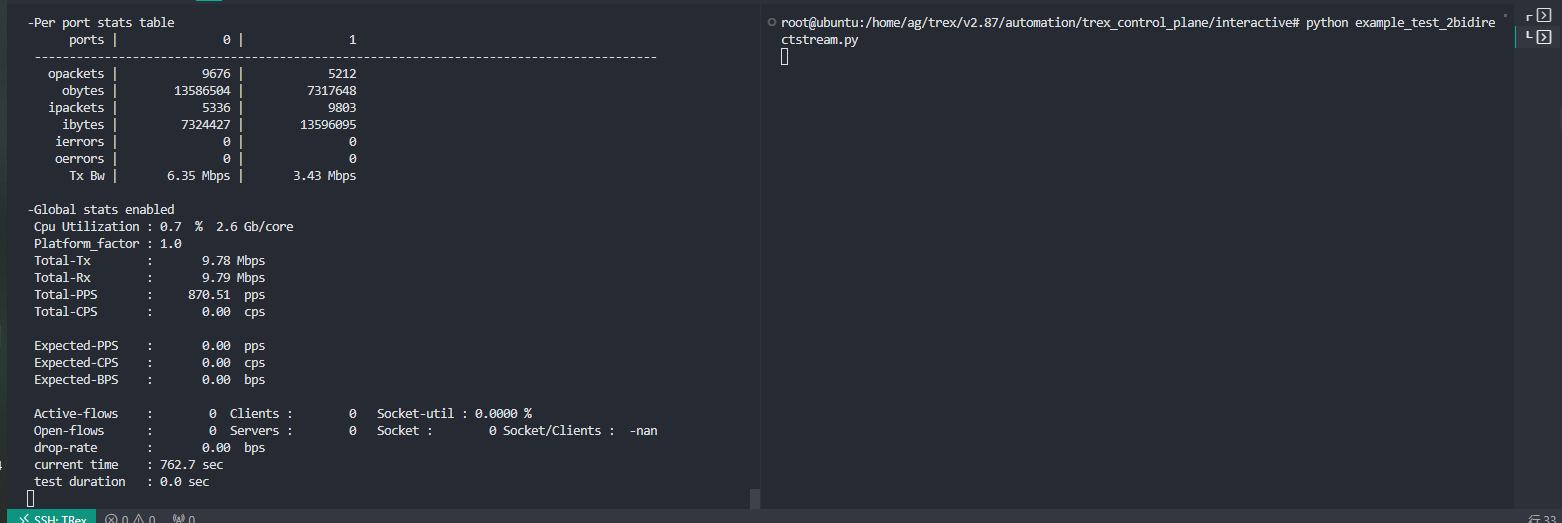 -Per port stats table
ports | 0 | 1
-----------------------------------------------------------------------------------------
opackets | 9676 | 5212
obytes | 13586504 | 7317648
ipackets | 5336 | 9803
ibytes | 7324427 | 13596095
ierrors | 0 | 0
oerrors | 0 | 0
Tx Bw | 6.35 Mbps | 3.43 Mbps
-Global stats enabled
Cpu Utilization : 0.7 % 2.6 Gb/core
Platform_factor : 1.0
Total-Tx : 9.78 Mbps
Total-Rx : 9.79 Mbps
Total-PPS : 870.51 pps
Total-CPS : 0.00 cps
Expected-PPS : 0.00 pps
Expected-CPS : 0.00 cps
Expected-BPS : 0.00 bps
Active-flows : 0 Clients : 0 Socket-util : 0.0000 %
Open-flows : 0 Servers : 0 Socket : 0 Socket/Clients : -nan
drop-rate : 0.00 bps
current time : 762.7 sec
test duration : 0.0 sec
root@ubuntu:/home/ag/trex/v2.87/automation/trex_control_plane/interactive# python example_test_2bidire
ctstream.py
SSH: TRex 0 0 0
行 33